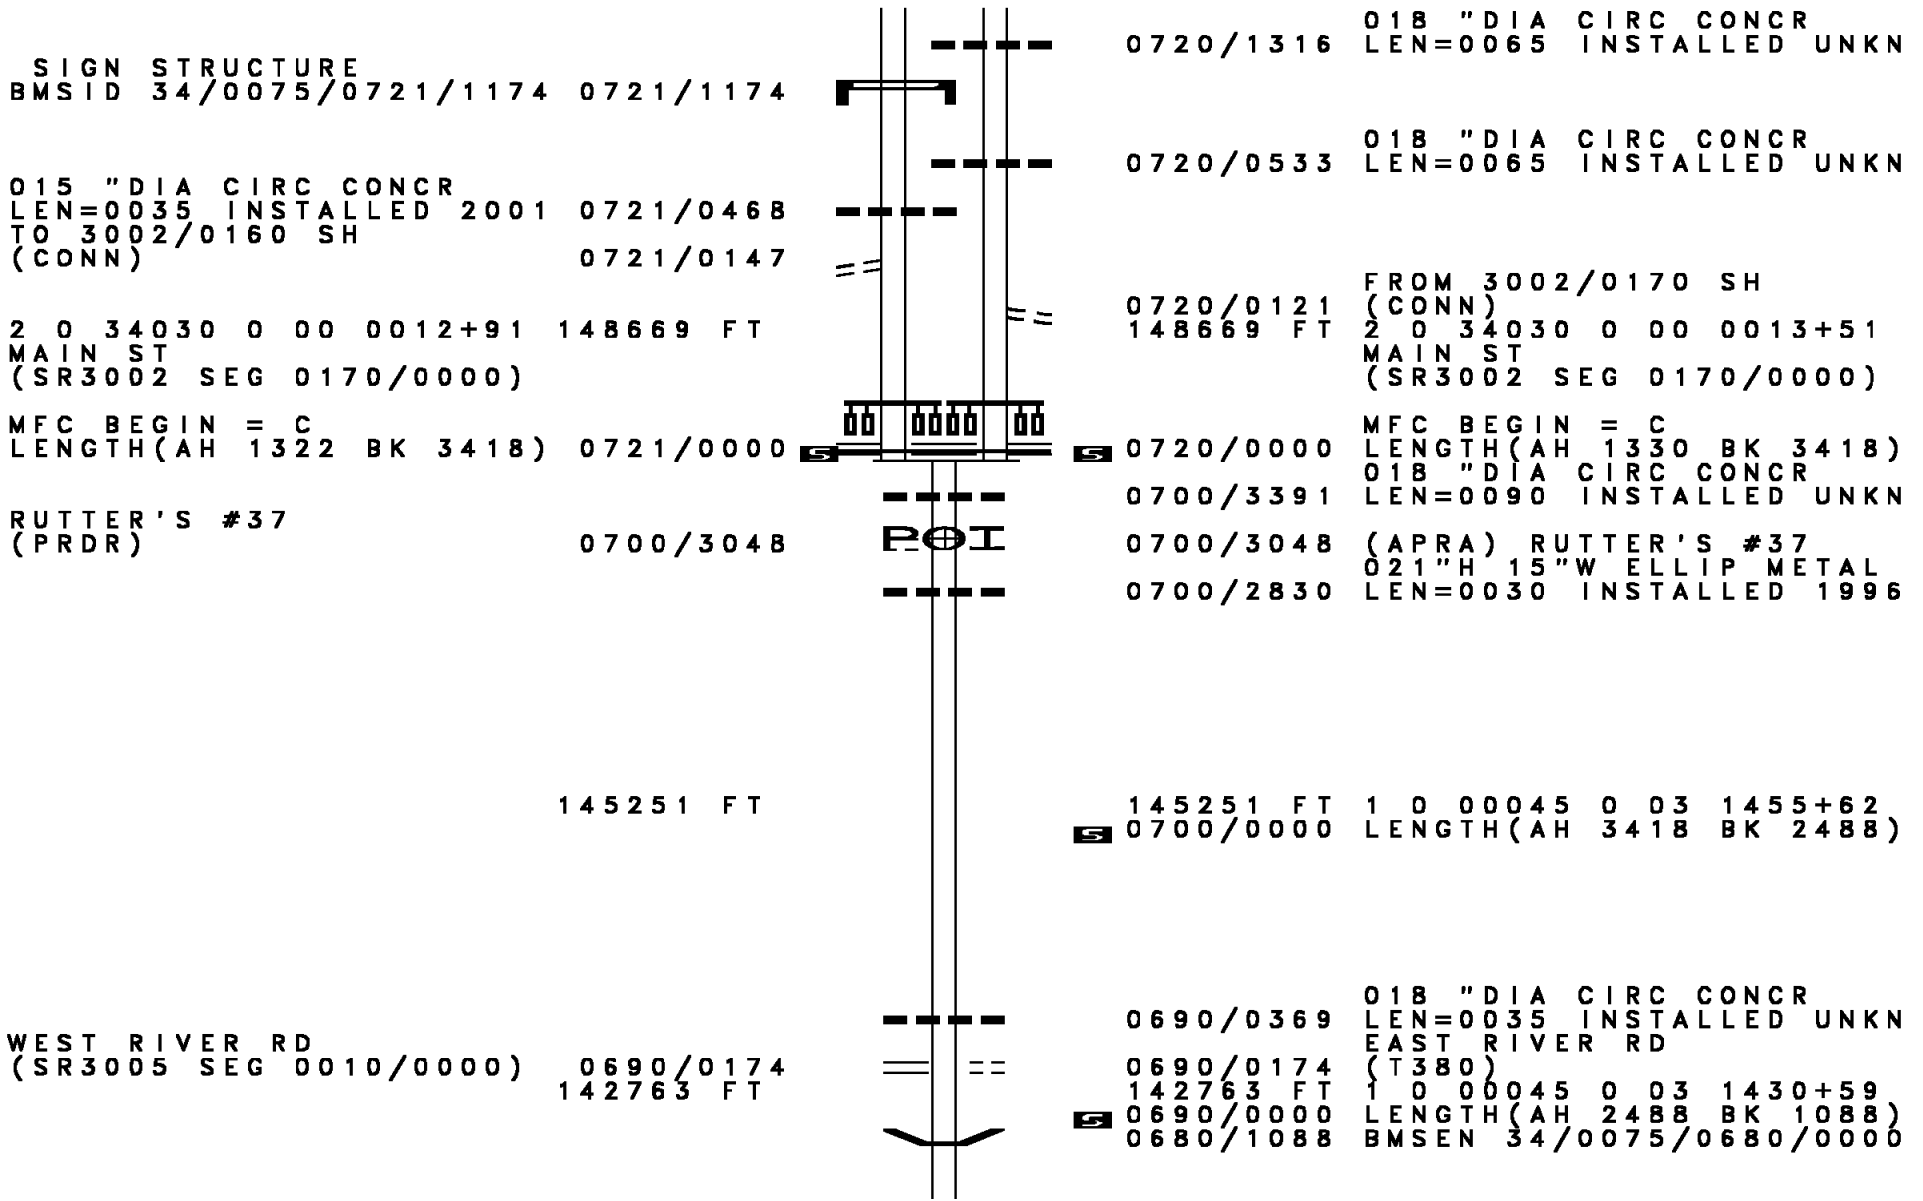 018 "DIA CIRC CONCR
0720/1316 LEN=0065 INSTALLED UNKN
SIGN STRUCTURE
BMSID 34/0075/0721/1174 0721/1174
018 "DIA CIRC CONCR
0720/0533 LEN=0065 INSTALLED UNKN
015 "DIA CIRC CONCR
LEN=0035 INSTALLED 2001 0721/0468
TO 3002/0160 SH
(CONN) 0721/0147
FROM 3002/0170 SH
0720/0121 (CONN)
2 0 34030 0 00 0012+91 148669 FT
148669 FT 2 0 34030 0 00 0013+51
MAIN ST
MAIN ST
(SR3002 SEG 0170/0000)
(SR3002 SEG 0170/0000)
MFC BEGIN = C
MFC BEGIN = C
LENGTH(AH 1322 BK 3418) 0721/0000 S
S 0720/0000 LENGTH(AH 1330 BK 3418)
018 "DIA CIRC CONCR
0700/3391 LEN=0090 INSTALLED UNKN
RUTTER'S #37
(PRDR) 0700/3048
POI
0700/3048 (APRA) RUTTER'S #37
021"H 15"W ELLIP METAL
0700/2830 LEN=0030 INSTALLED 1996
145251 FT
145251 FT 1 0 00045 0 03 1455+62
S 0700/0000 LENGTH(AH 3418 BK 2488)
018 "DIA CIRC CONCR
0690/0369 LEN=0035 INSTALLED UNKN
WEST RIVER RD
EAST RIVER RD
(SR3005 SEG 0010/0000) 0690/0174
0690/0174 (T380)
142763 FT
142763 FT 1 0 00045 0 03 1430+59
S 0690/0000 LENGTH(AH 2488 BK 1088)
0680/1088 BMSEN 34/0075/0680/0000